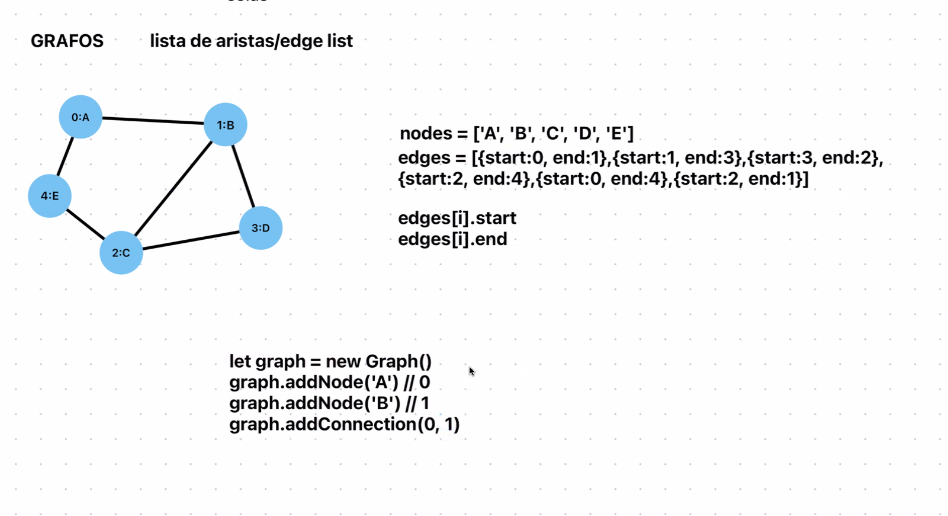 GRAFOS lista de aristas/edge list
0:A
1:B
4:E
3:D
2:C
nodes = ['A', 'B', 'C', 'D', 'E']
edges = [{start:0, end:1},{start:1, end:3},{start:3, end:2},
{start:2, end:4},{start:0, end:4},{start:2, end:1}]
edges[i].start
edges[i].end
let graph = new Graph()
graph.addNode('A') // 0
graph.addNode('B') // 1
graph.addConnection(0, 1)